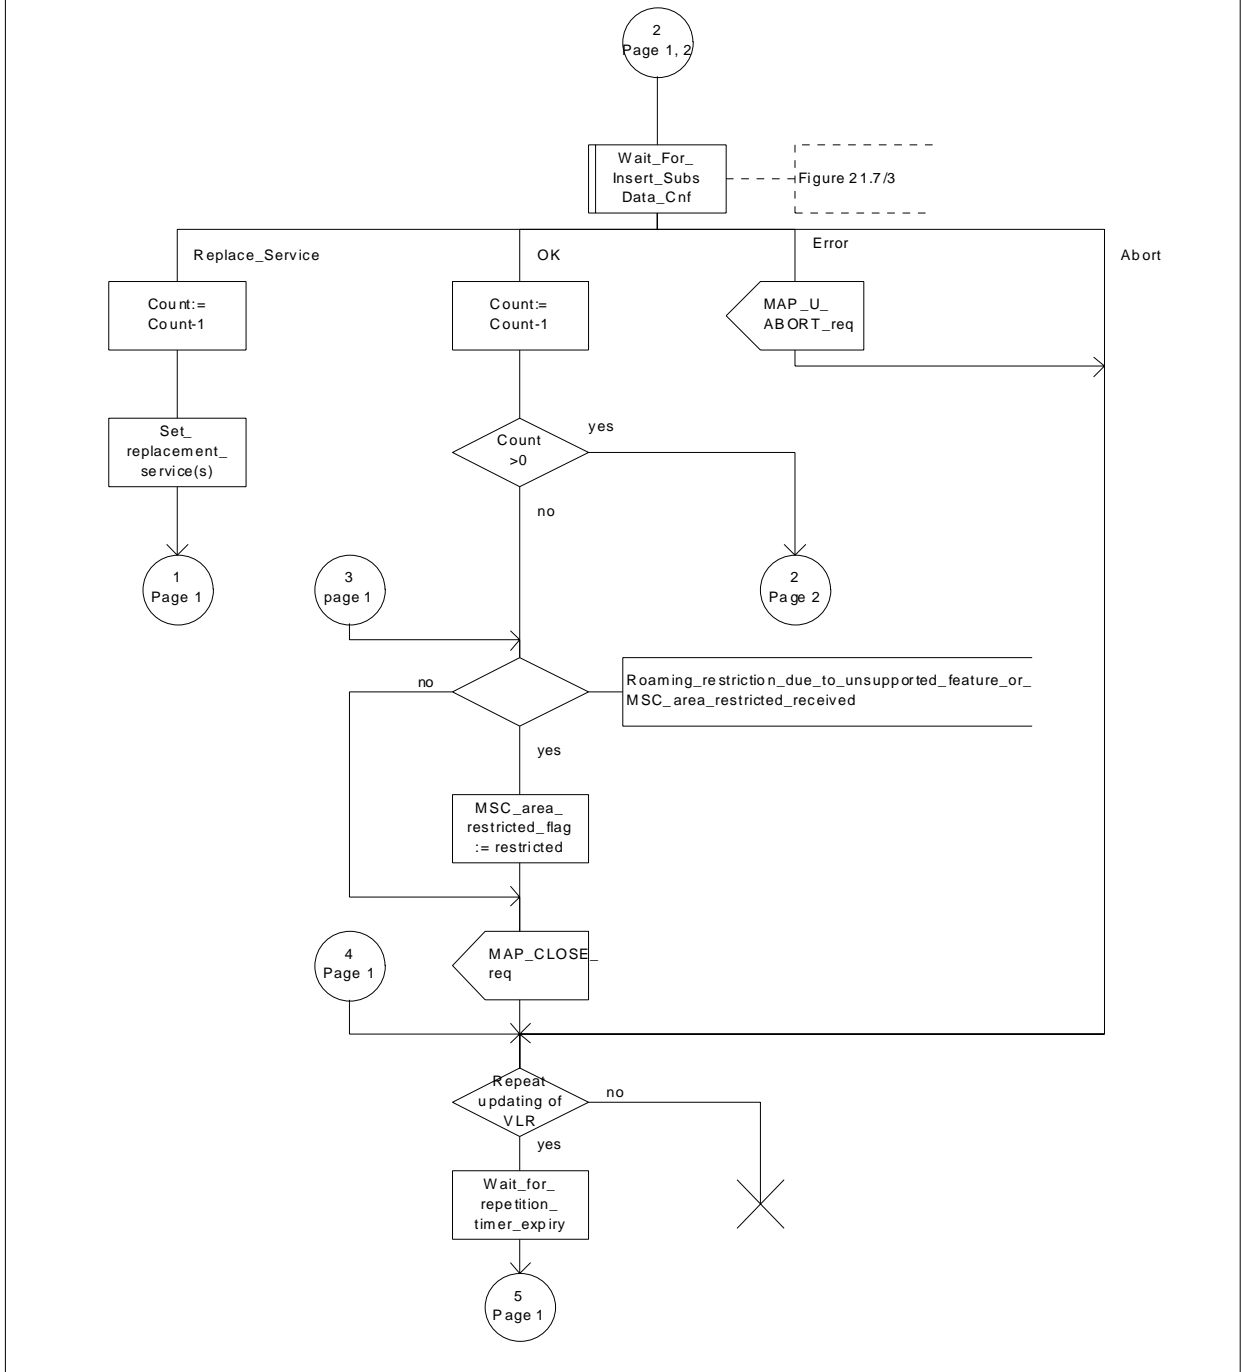 2
Page 1, 2
Wait_For_
Insert_Subs
Data_Cnf
Figure 21.7/3
Replace_Service
OK
Error
Abort
Count:=
Count-1
Count:=
Count-1
MAP_U_
ABORT_req
Set_
replacement_
service(s)
Count
>0
yes
no
1
Page 1
3
page 1
2
Page 2
no
Roaming_restriction_due_to_unsupported_feature_or_
MSC_area_restricted_received
yes
MSC_area_
restricted_flag
:= restricted
4
Page 1
MAP_CLOSE_
req
Repeat
updating of
VLR
no
yes
Wait_for_
repetition_
timer_expiry
5
Page 1